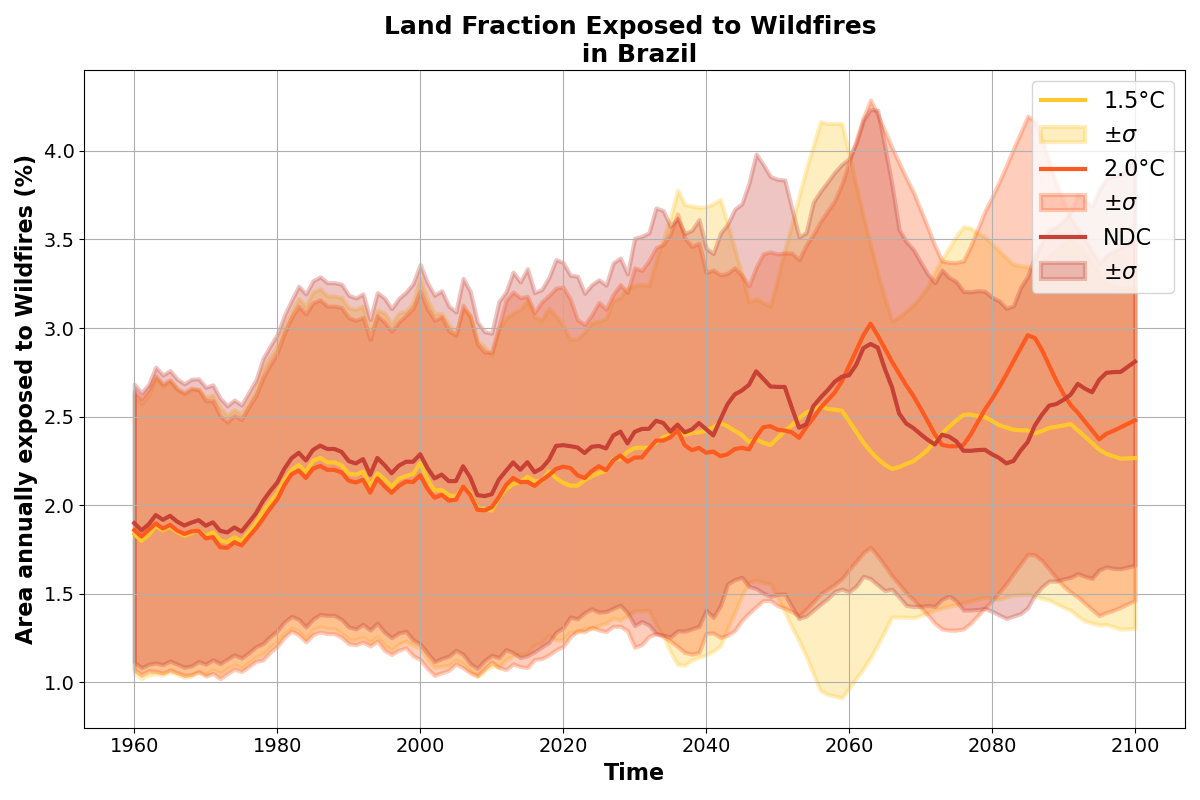 Land Fraction Exposed to Wildfires
in Brazil
Area annually exposed to Wildfires (%)
4.0
3.5
3.0
2.5
2.0
1.5
1.0
1960
1980
2000
2020
2040
2060
2080
2100
Time
1.5°C
±σ
2.0°C
±σ
NDC
±σ